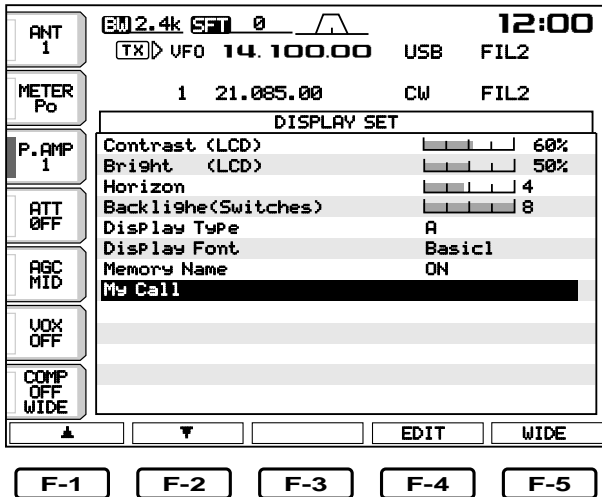 BW 2.4k SFT 0 12:00
TX VFO 14.100.00 USB FIL2
1 21.085.00 CW FIL2
ANT
1
METER
Po
P.AMP
1
ATT
OFF
AGC
MID
VOX
OFF
COMP
OFF
WIDE
DISPLAY SET
Contrast (LCD) 60%
Bright (LCD) 50%
Horizon 4
Backlighe(Switches) 8
Display Type A
Display Font Basic1
Memory Name ON
My Call
▲ ▼ EDIT WIDE
F-1 F-2 F-3 F-4 F-5